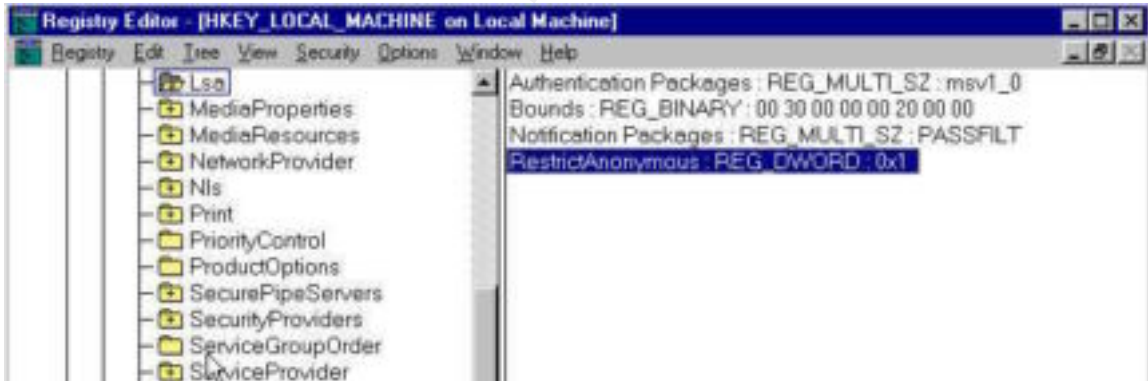 Registry Editor - [HKEY_LOCAL_MACHINE on Local Machine]
Registry Edit Tree View Security Options Window Help
Lsa
MediaProperties
MediaResources
NetworkProvider
Nls
Print
PriorityControl
ProductOptions
SecurePipeServers
SecurityProviders
ServiceGroupOrder
ServiceProvider
Authentication Packages : REG_MULTI_SZ : msv1_0
Bounds : REG_BINARY : 00 30 00 00 00 20 00 00
Notification Packages : REG_MULTI_SZ : PASSFILT
RestrictAnonymous : REG_DWORD : 0x1